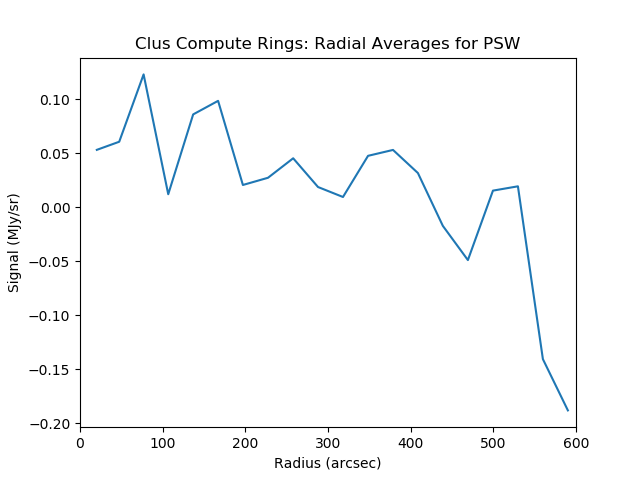 Clus Compute Rings: Radial Averages for PSW
Signal (MJy/sr)
0.10
0.05
0.00
−0.05
−0.10
−0.15
−0.20
0 100 200 300 400 500 600
Radius (arcsec)